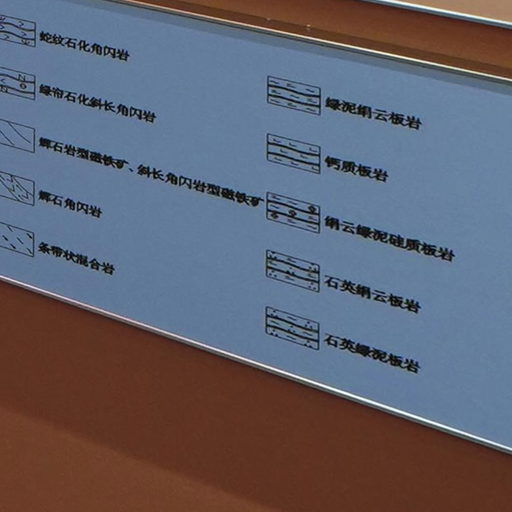 蛇纹石化角闪岩
绿帘石化斜长角闪岩
辉石岩型磁铁矿、斜长角闪岩型磁铁矿
辉石角闪岩
条带状混合岩
绿泥绢云板岩
钙质板岩
绢云绿泥硅质板岩
石英绢云板岩
石英绿泥板岩